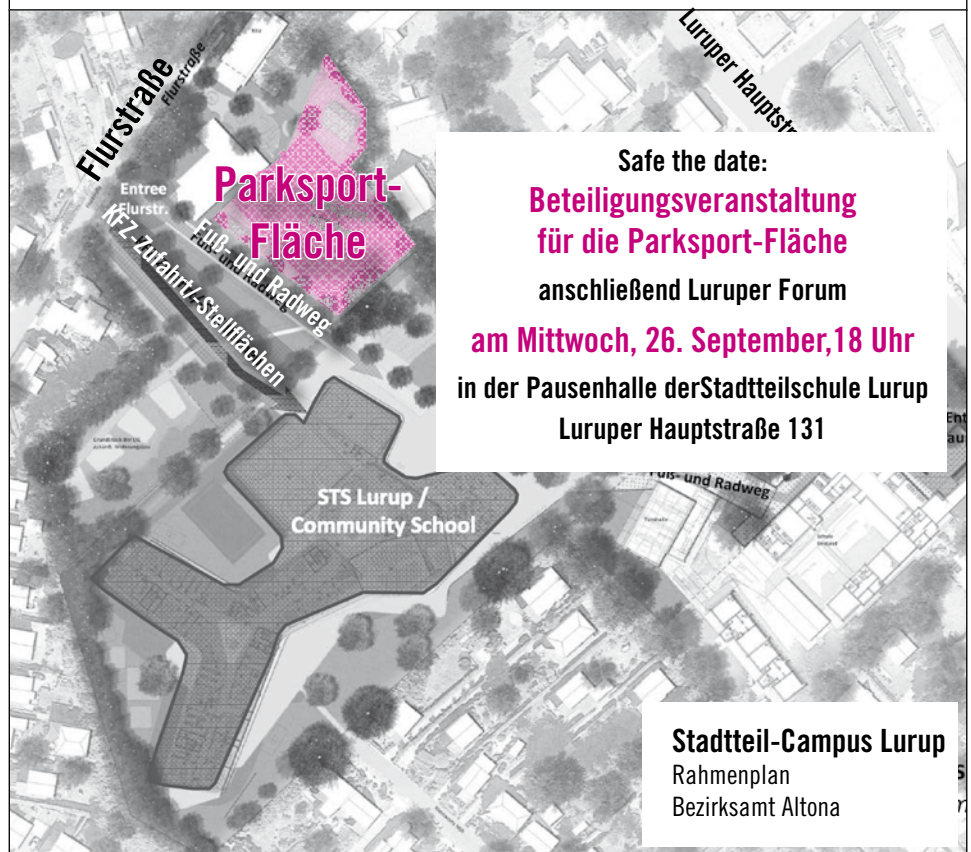 Flurstraße
Flurstraße
Luruper Hauptstr
Safe the date:
Beteiligungsveranstaltung
für die Parksport-Fläche
anschließend Luruper Forum
am Mittwoch, 26. September,18 Uhr
in der Pausenhalle derStadtteilschule Lurup
Luruper Hauptstraße 131
Parksport-
Fläche
Entree
Flurstr.
Fuß- und Radweg
Fuß- und Radweg
KFZ-Zufahrt/-Stellflächen
STS Lurup /
Community School
Fuß- und Radweg
Turnhalle
Stadtteil-Campus Lurup
Rahmenplan
Bezirksamt Altona